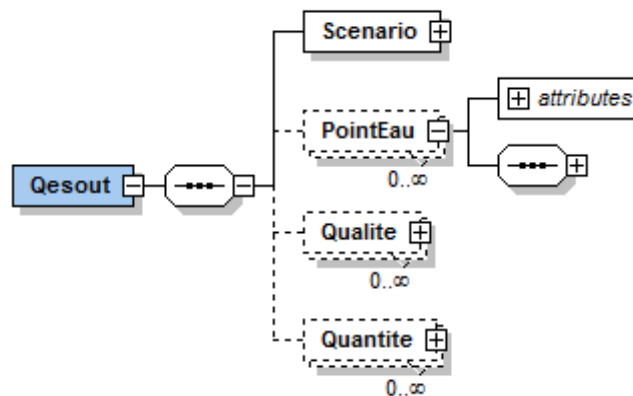 Scenario
attributes
PointEau
0..∞
Qesout
Qualite
0..∞
Quantite
0..∞